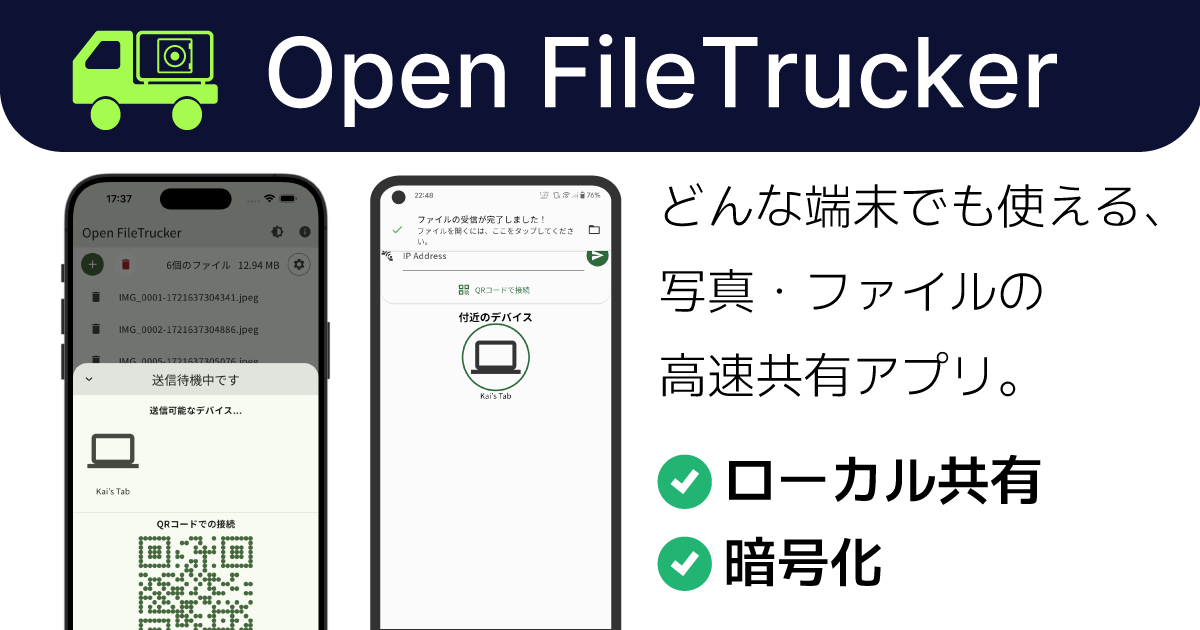 Open FileTrucker
17:37
Open FileTrucker
6個のファイル 12.94 MB
IMG_0001-1721637304341.jpeg
IMG_0002-1721637304886.jpeg
IMG_0005-1721637305076.jpeg
送信待機中です
送信可能なデバイス...
Kai's Tab
QRコードでの接続
22:48
76%
ファイルの受信が完了しました！
ファイルを開くには、ここをタップしてくださ
い。
IP Address
QRコードで接続
付近のデバイス
Kai's Tab
どんな端末でも使える、
写真・ファイルの
高速共有アプリ。
ローカル共有
暗号化